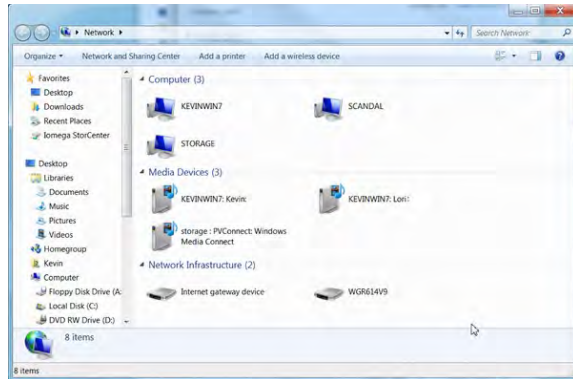 Network
Search Network
Organize
Network and Sharing Center
Add a printer
Add a wireless device
Favorites
Desktop
Downloads
Recent Places
Iomega StorCenter
Desktop
Libraries
Documents
Music
Pictures
Videos
Homegroup
Kevin
Computer
Floppy Disk Drive (A:
Local Disk (C:)
DVD RW Drive (D:)
Computer (3)
KEVINWIN7
SCANDAL
STORAGE
Media Devices (3)
KEVINWIN7: Kevin:
KEVINWIN7: Lori:
storage : PVConnect: Windows
Media Connect
Network Infrastructure (2)
Internet gateway device
WGR614V9
8 items
8 items